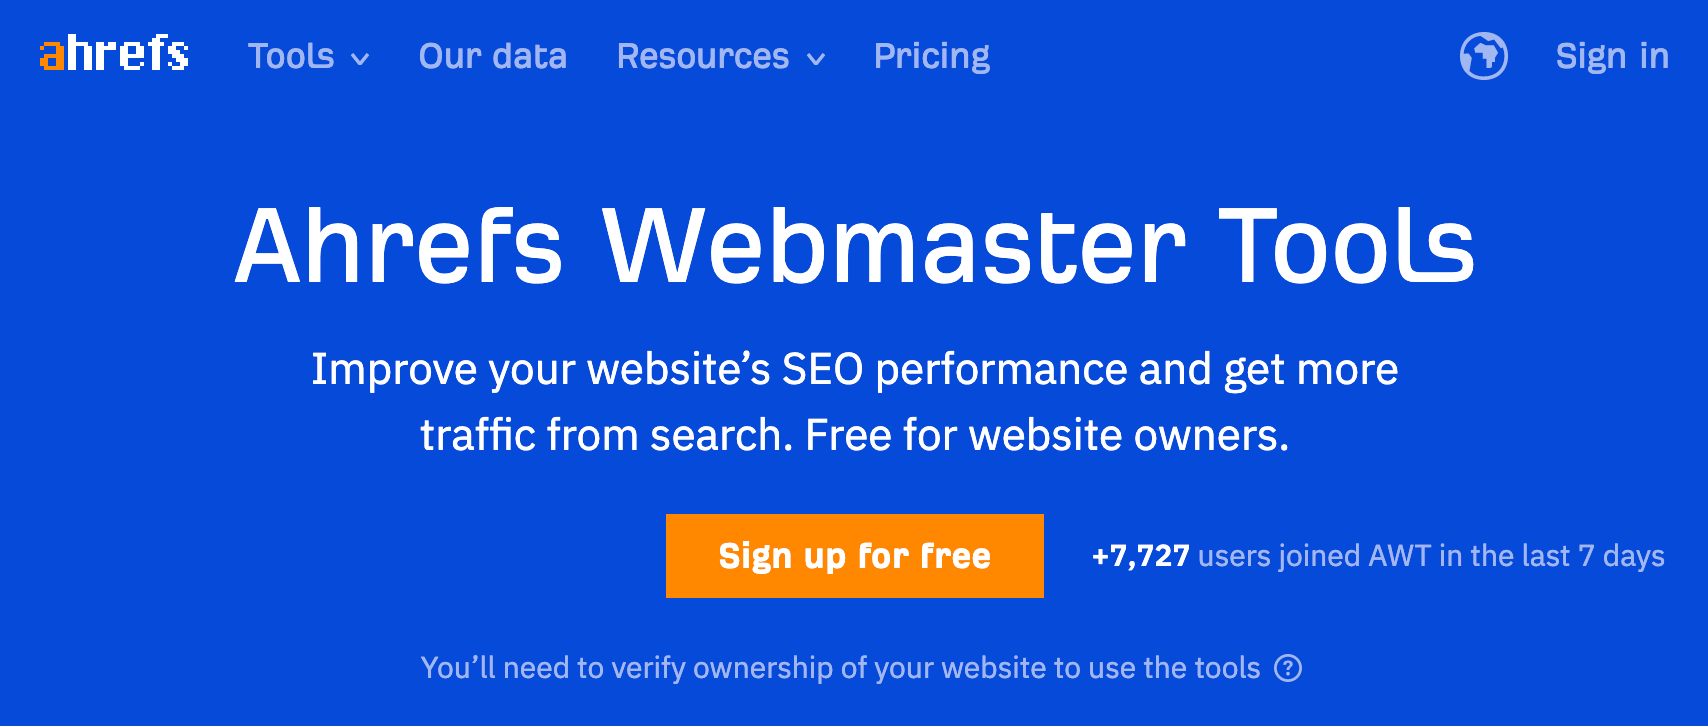 ahrefs Tools Our data Resources Pricing Sign in
Ahrefs Webmaster Tools
Improve your website’s SEO performance and get more
traffic from search. Free for website owners.
Sign up for free +7,727 users joined AWT in the last 7 days
You’ll need to verify ownership of your website to use the tools ?